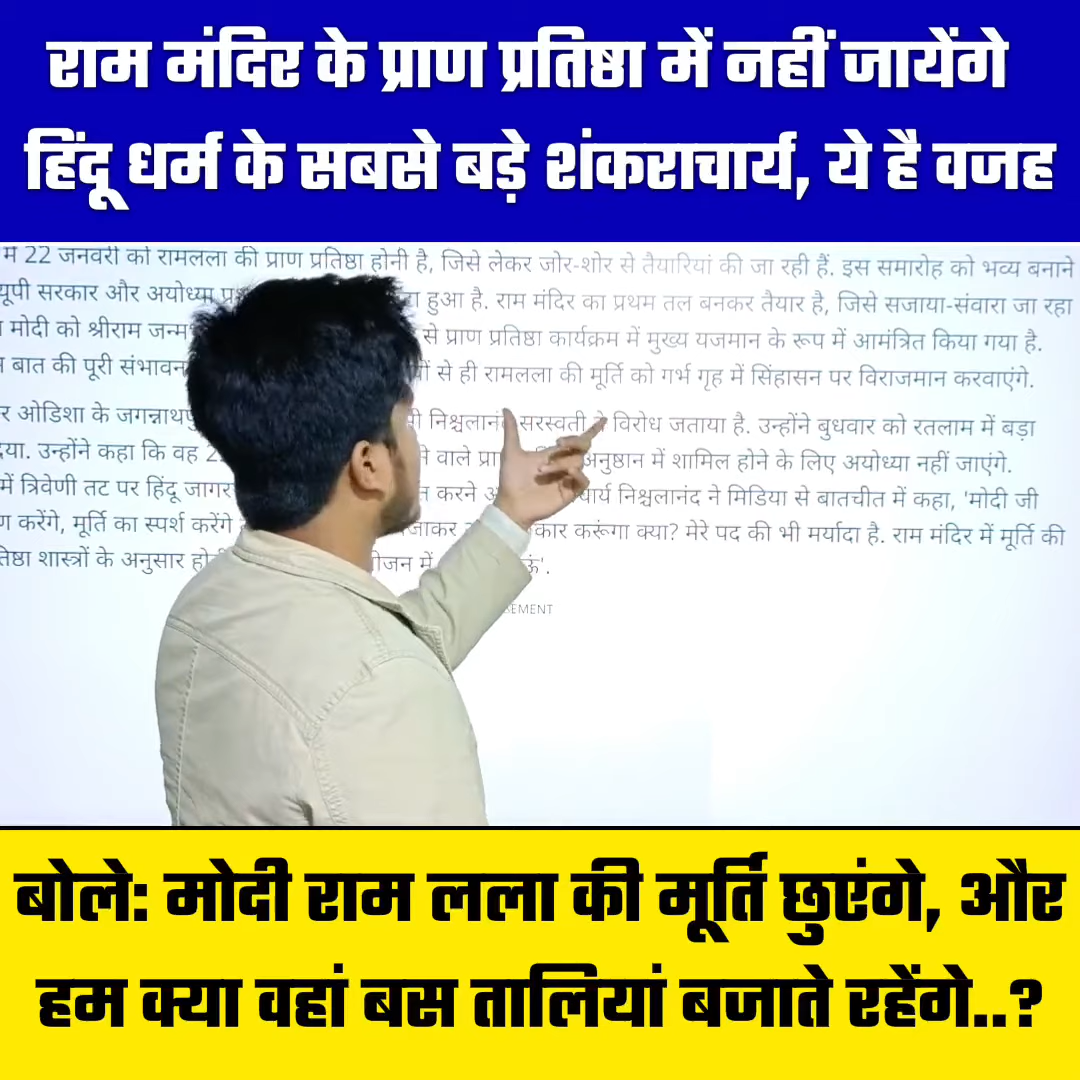 राम मंदिर के प्राण प्रतिष्ठा में नहीं जायेंगे
हिंदू धर्म के सबसे बड़े शंकराचार्य, ये है वजह
में 22 जनवरी को रामलला की प्राण प्रतिष्ठा होनी है, जिसे लेकर जोर-शोर से तैयारियां की जा रही हैं. इस समारोह को भव्य बनाने
यूपी सरकार और अयोध्या हुआ है. राम मंदिर का प्रथम तल बनकर तैयार है, जिसे सजाया-संवारा जा रहा
मोदी को श्रीराम से प्राण प्रतिष्ठा कार्यक्रम में मुख्य यजमान के रूप में आमंत्रित किया गया है.
बात की पूरी से ही रामलला की मूर्ति को गर्भ गृह में सिंहासन पर विराजमान करवाएंगे.
ओडिशा के निश्चलानंद सरस्वती ने विरोध जताया है. उन्होंने बुधवार को रतलाम में बड़ा
उन्होंने कहा कि वह वाले अनुष्ठान में शामिल होने के लिए अयोध्या नहीं जाएंगे.
में त्रिवेणी तट पर हिंदू करने निश्चलानंद ने मिडिया से बातचीत में कहा, 'मोदी जी
करेंगे, मूर्ति का स्पर्श करेंगे करूंगा क्या? मेरे पद की भी मर्यादा है. राम मंदिर में मूर्ति की
शास्त्रों के अनुसार में
बोले: मोदी राम लला की मूर्ति छुएंगे, और
हम क्या वहां बस तालियां बजाते रहेंगे..?